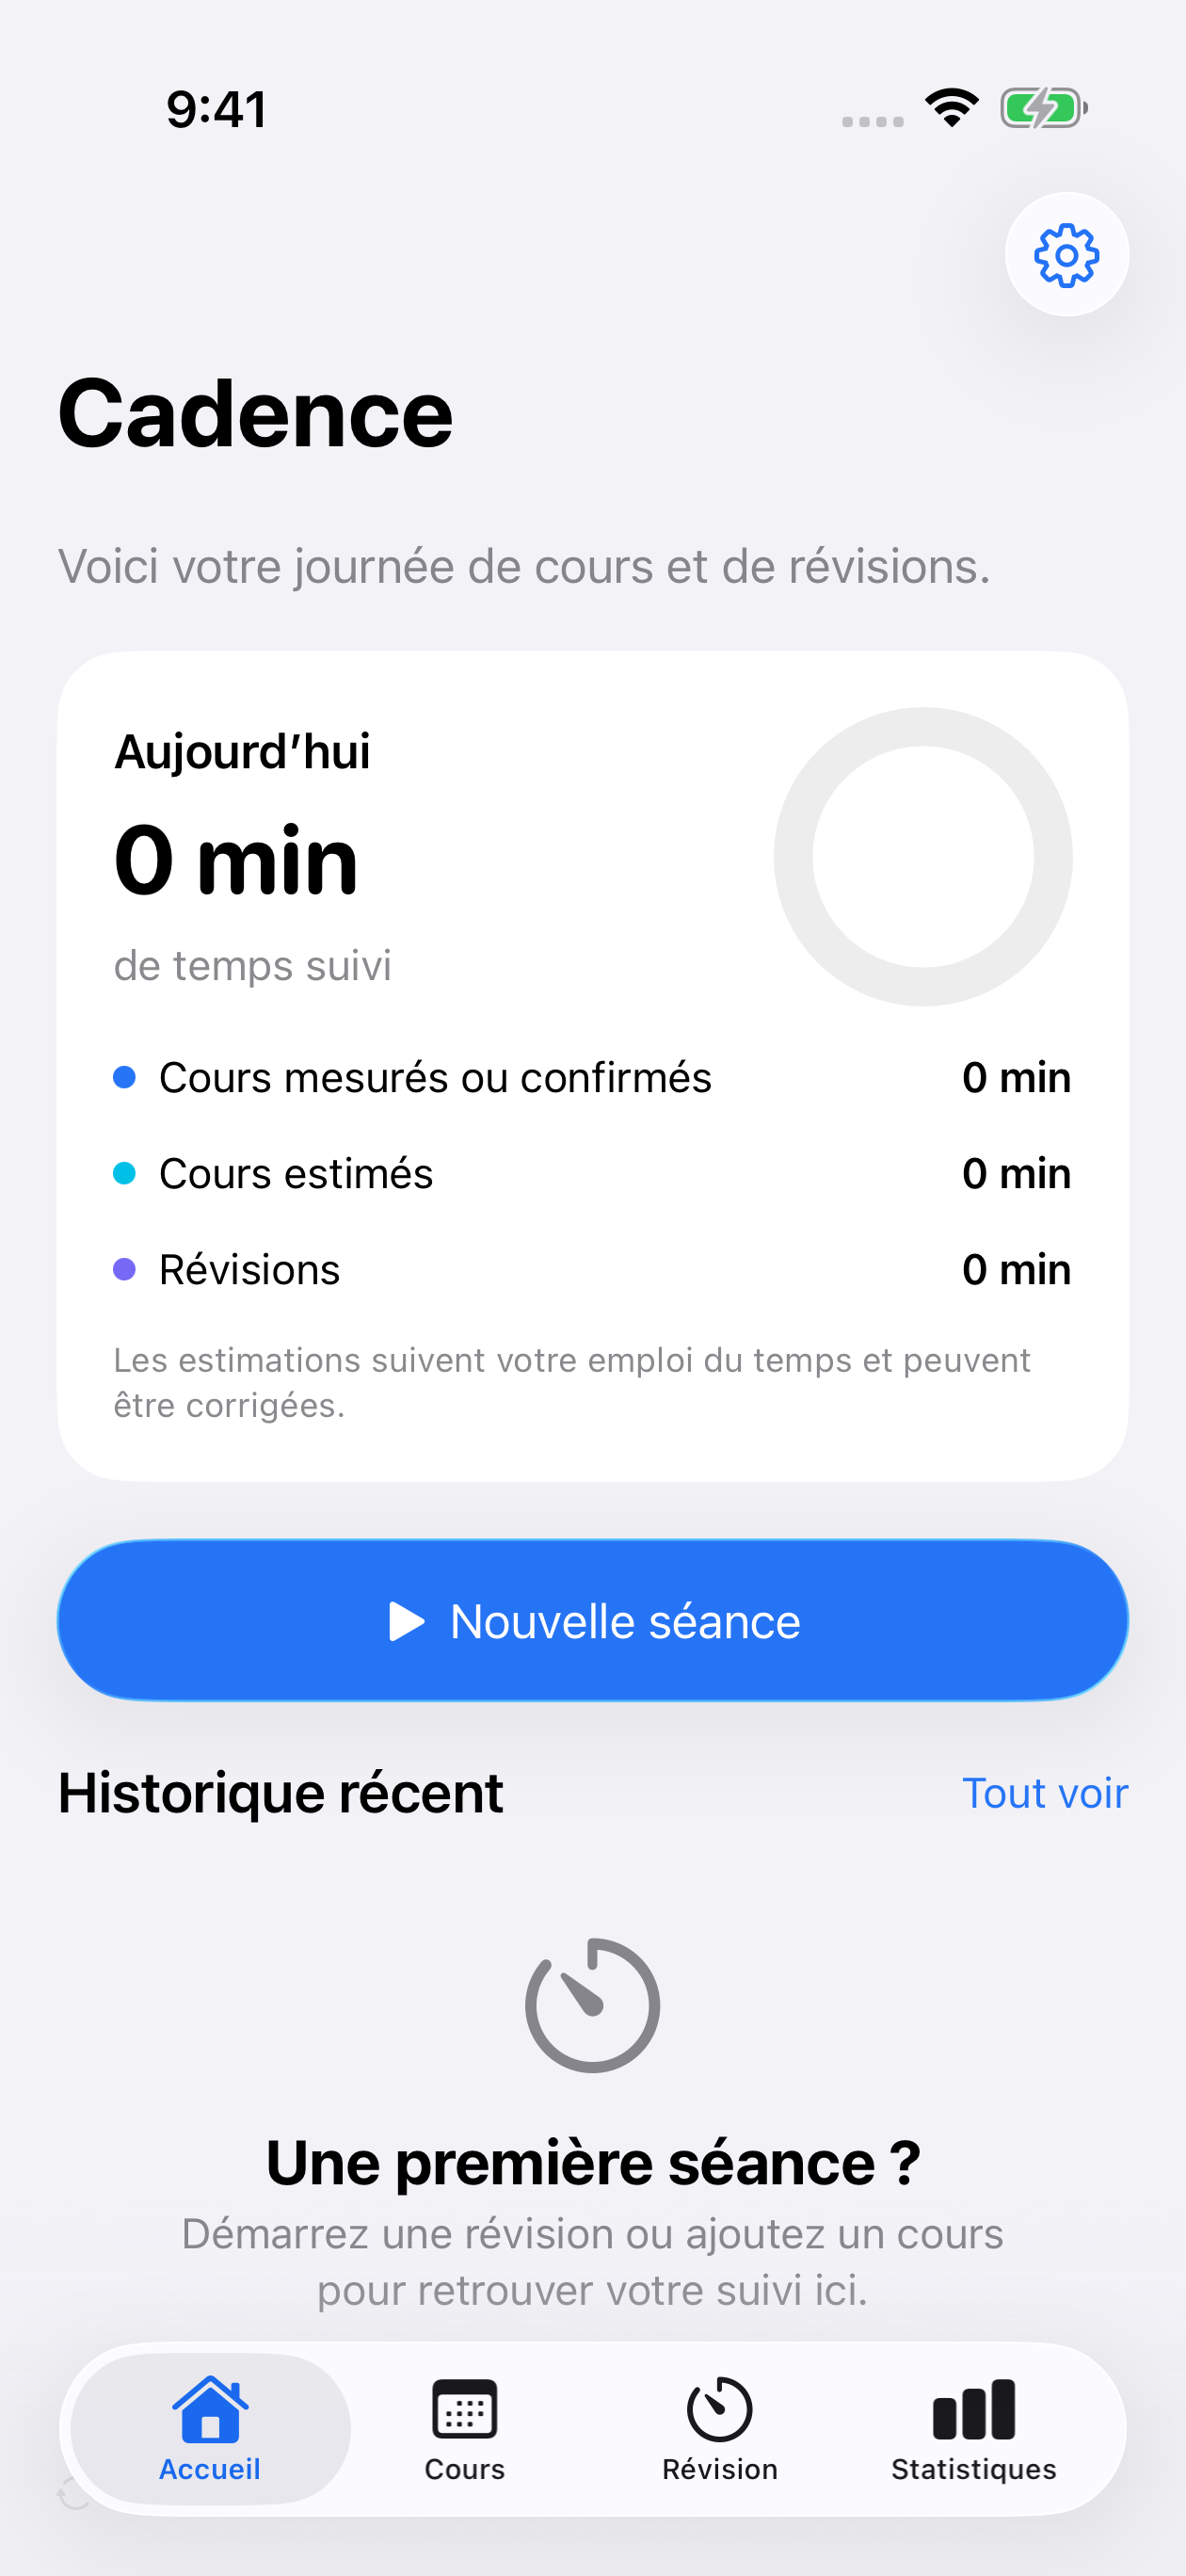 9:41
Cadence
Voici votre journée de cours et de révisions.
Aujourd’hui
0 min
de temps suivi
Cours mesurés ou confirmés 0 min
Cours estimés 0 min
Révisions 0 min
Les estimations suivent votre emploi du temps et peuvent
être corrigées.
Nouvelle séance
Historique récent Tout voir
Une première séance ?
Démarrez une révision ou ajoutez un cours
pour retrouver votre suivi ici.
Accueil Cours Révision Statistiques